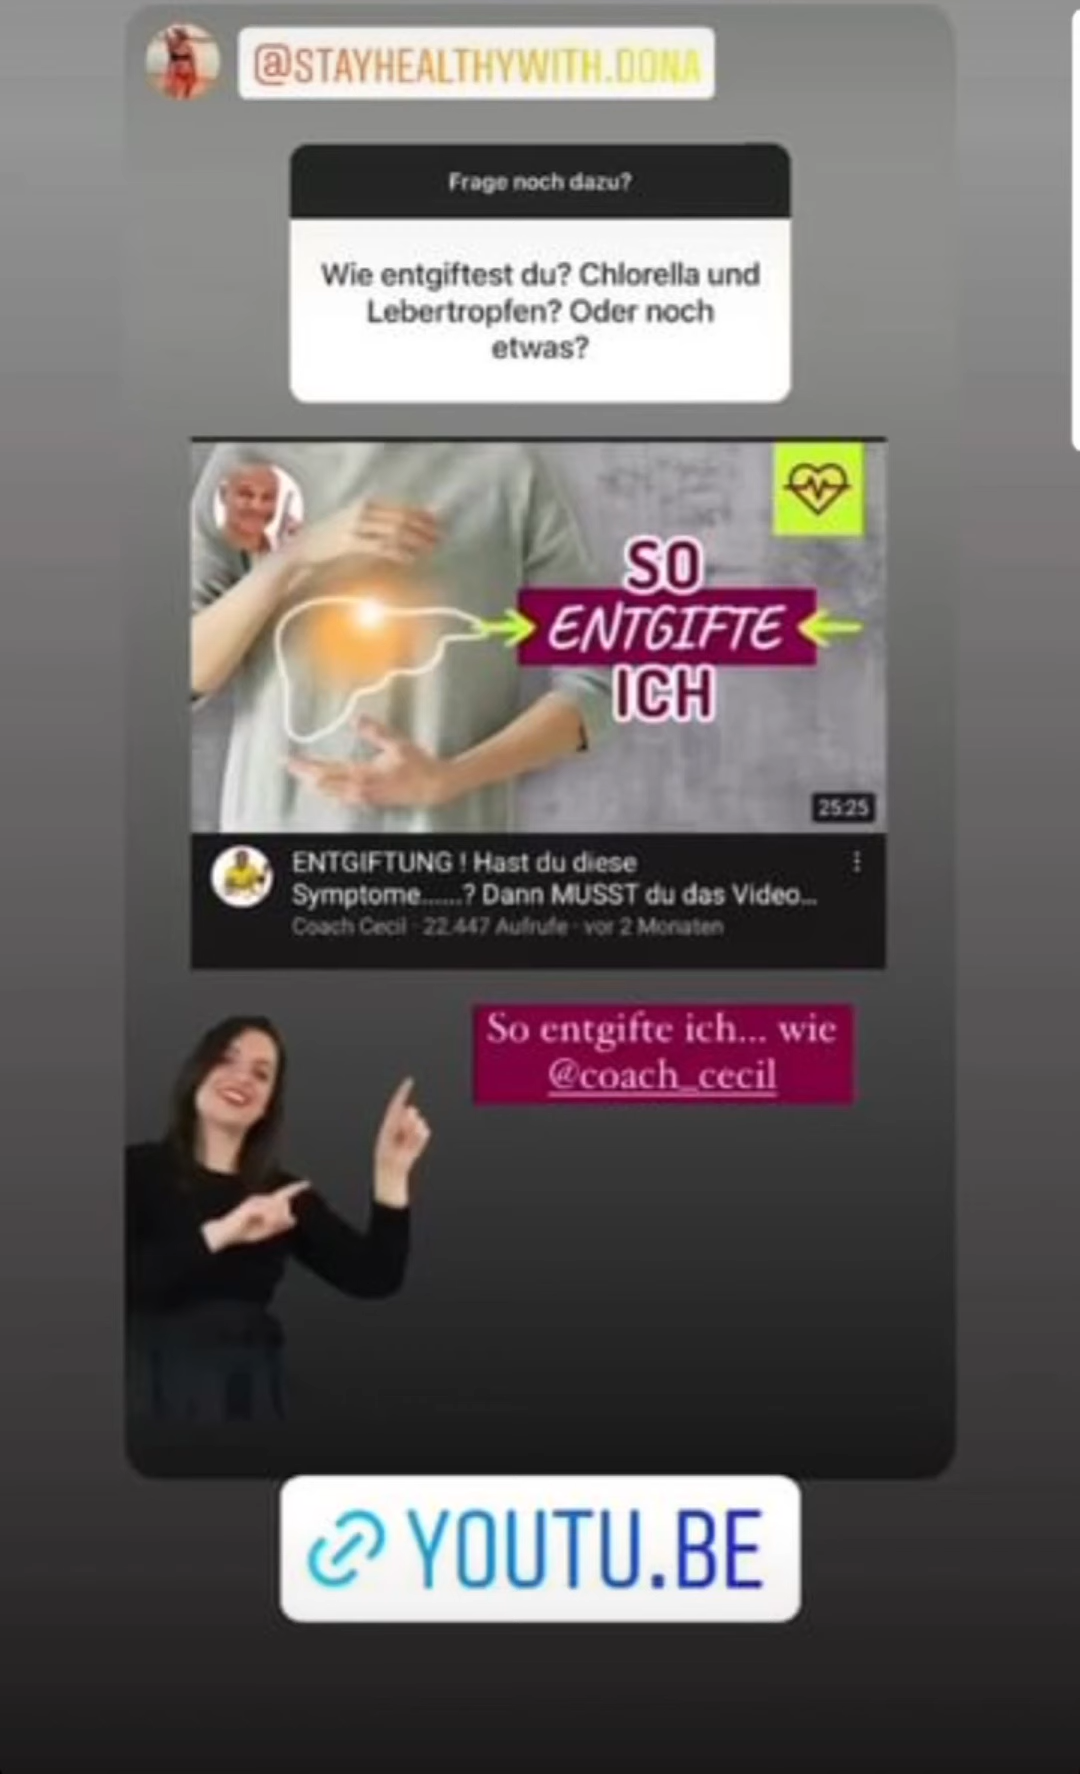 @STAYHEALTHYWITH.DONA
Frage noch dazu?
Wie entgiftest du? Chlorella und
Lebertropfen? Oder noch
etwas?
SO
ENTGIFTE
ICH
25:25
ENTGIFTUNG ! Hast du diese
Symptome......? Dann MUSST du das Video...
Coach Cecil · 22.447 Aufrufe · vor 2 Monaten
So entgifte ich... wie
@coach_cecil
YOUTU.BE